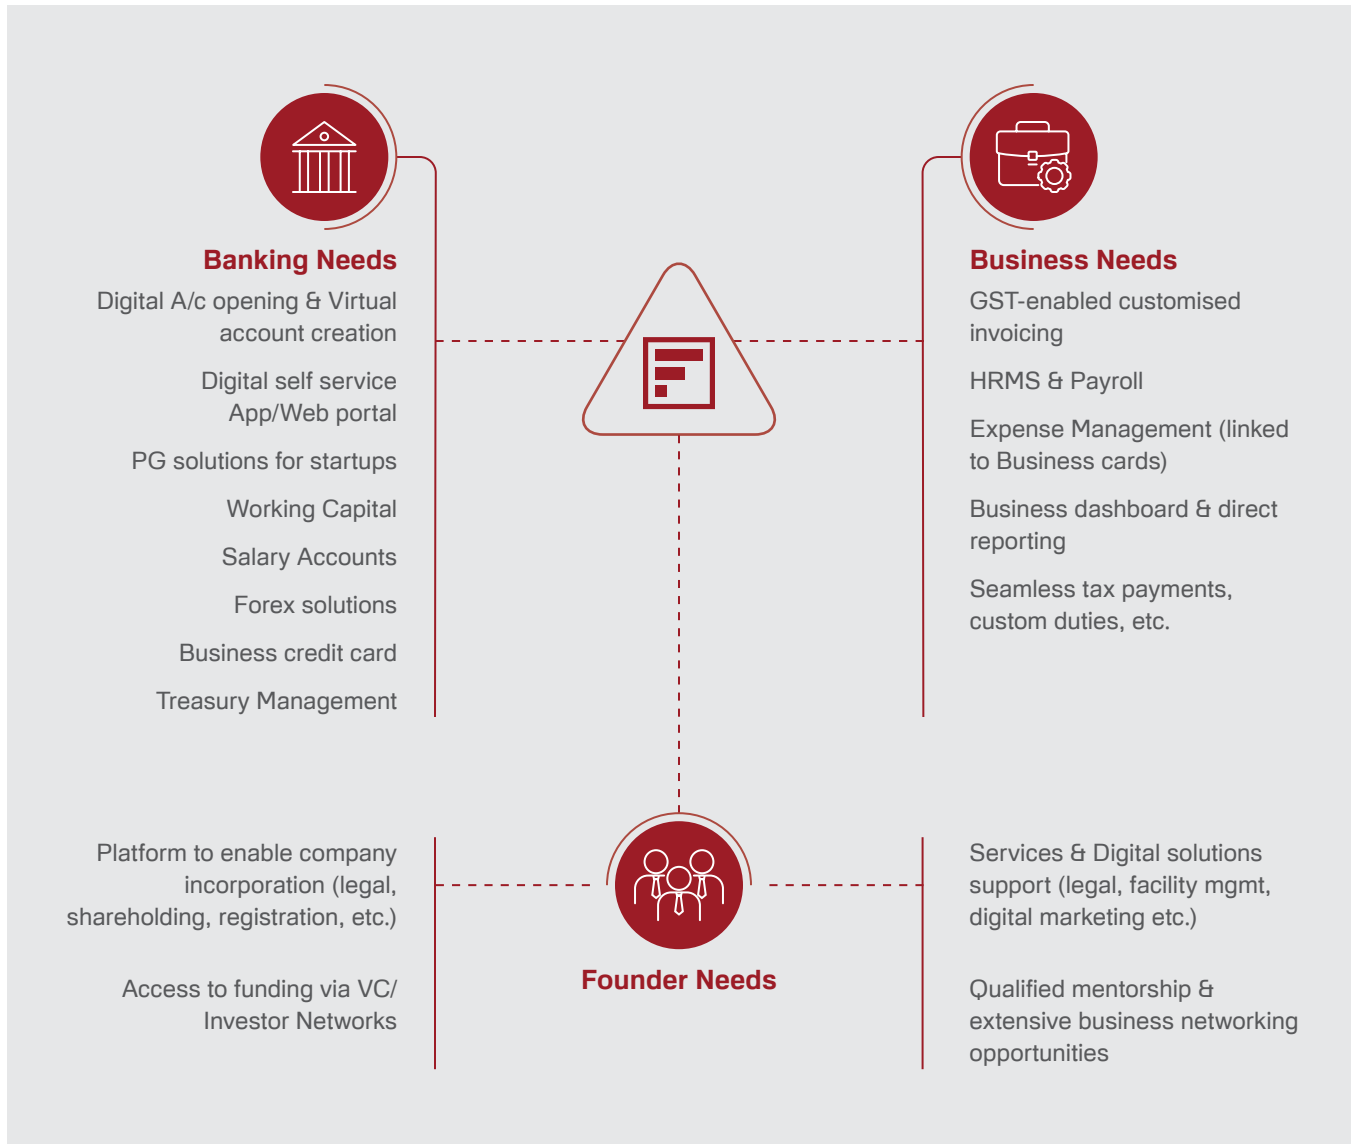 Banking Needs
Digital A/c opening & Virtual
account creation
Digital self service
App/Web portal
PG solutions for startups
Working Capital
Salary Accounts
Forex solutions
Business credit card
Treasury Management
Business Needs
GST-enabled customised
invoicing
HRMS & Payroll
Expense Management (linked
to Business cards)
Business dashboard & direct
reporting
Seamless tax payments,
custom duties, etc.
Platform to enable company
incorporation (legal,
shareholding, registration, etc.)
Access to funding via VC/
Investor Networks
Founder Needs
Services & Digital solutions
support (legal, facility mgmt,
digital marketing etc.)
Qualified mentorship &
extensive business networking
opportunities